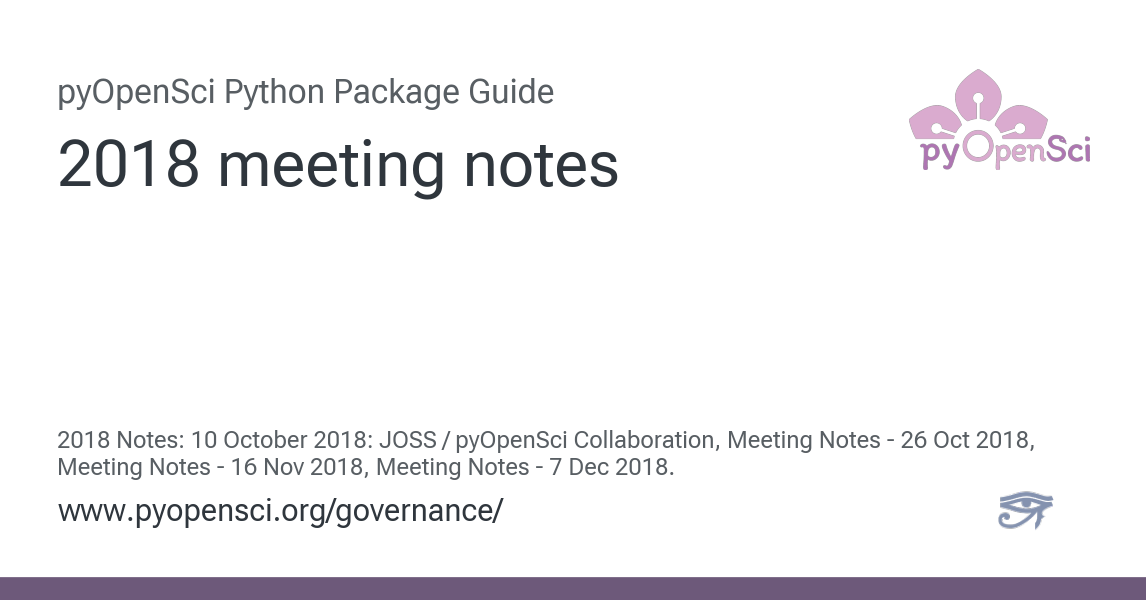 pyOpenSci Python Package Guide
2018 meeting notes
pyOpenSci
2018 Notes: 10 October 2018: JOSS / pyOpenSci Collaboration, Meeting Notes - 26 Oct 2018,
Meeting Notes - 16 Nov 2018, Meeting Notes - 7 Dec 2018.
www.pyopensci.org/governance/